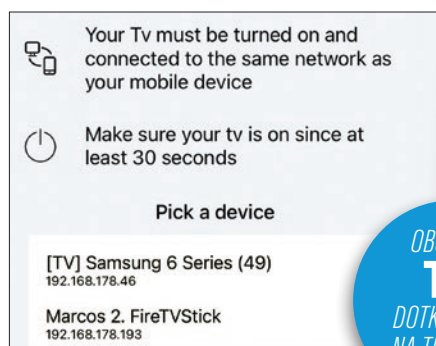 Your Tv must be turned on and
connected to the same network as
your mobile device
Make sure your tv is on since at
least 30 seconds
Pick a device
[TV] Samsung 6 Series (49)
192.168.178.46
Marcos 2. FireTVStick
192.168.178.193